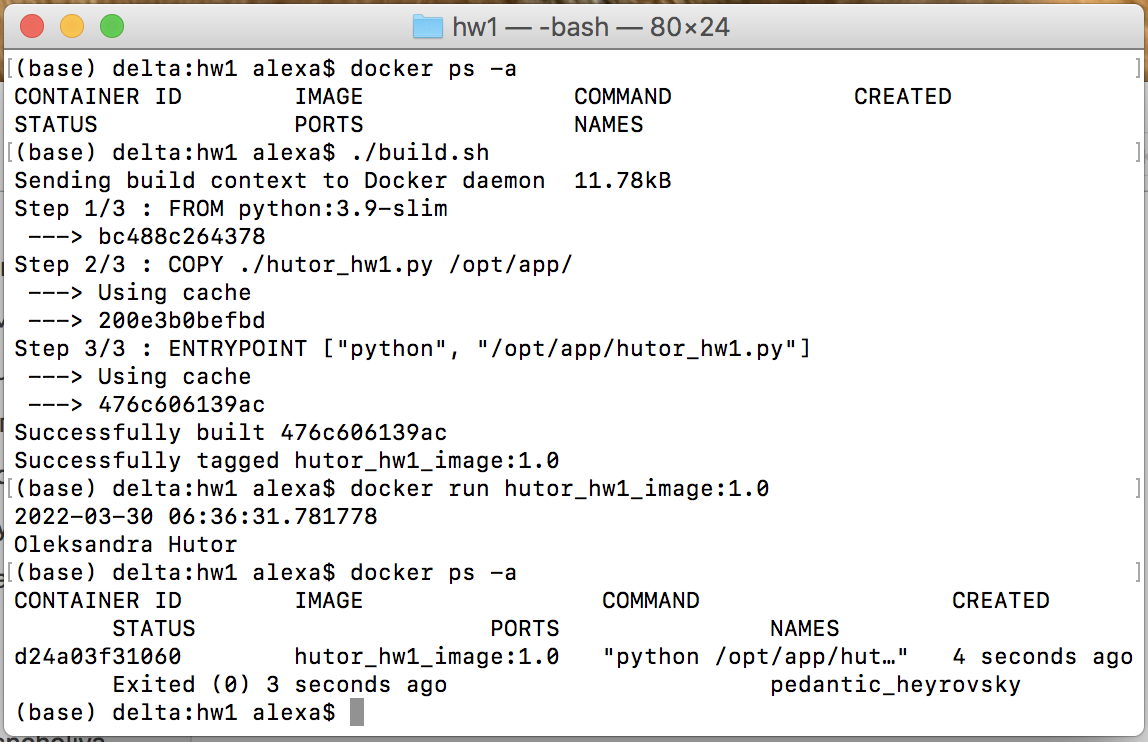 hw1 — -bash — 80×24
[(base) delta:hw1 alexa$ docker ps -a ]
CONTAINER ID        IMAGE               COMMAND             CREATED
STATUS              PORTS               NAMES
[(base) delta:hw1 alexa$ ./build.sh ]
Sending build context to Docker daemon  11.78kB
Step 1/3 : FROM python:3.9-slim
 ---> bc488c264378
Step 2/3 : COPY ./hutor_hw1.py /opt/app/
 ---> Using cache
 ---> 200e3b0befbd
Step 3/3 : ENTRYPOINT ["python", "/opt/app/hutor_hw1.py"]
 ---> Using cache
 ---> 476c606139ac
Successfully built 476c606139ac
Successfully tagged hutor_hw1_image:1.0
[(base) delta:hw1 alexa$ docker run hutor_hw1_image:1.0 ]
2022-03-30 06:36:31.781778
Oleksandra Hutor
[(base) delta:hw1 alexa$ docker ps -a ]
CONTAINER ID        IMAGE                 COMMAND                  CREATED
       STATUS                     PORTS               NAMES
d24a03f31060        hutor_hw1_image:1.0   "python /opt/app/hut…"   4 seconds ago
       Exited (0) 3 seconds ago                       pedantic_heyrovsky
(base) delta:hw1 alexa$